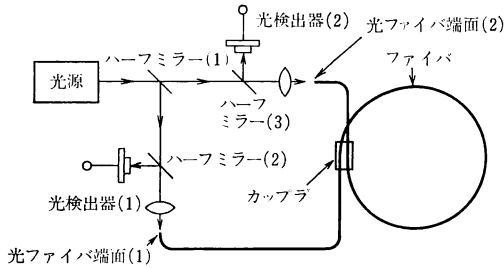 光検出器(2)
光ファイバ端面(2)
ハーフミラー(1)
ファイバ
光源
ハーフ
ミラー(3)
ハーフミラー(2)
カップラ
光検出器(1)
光ファイバ端面(1)